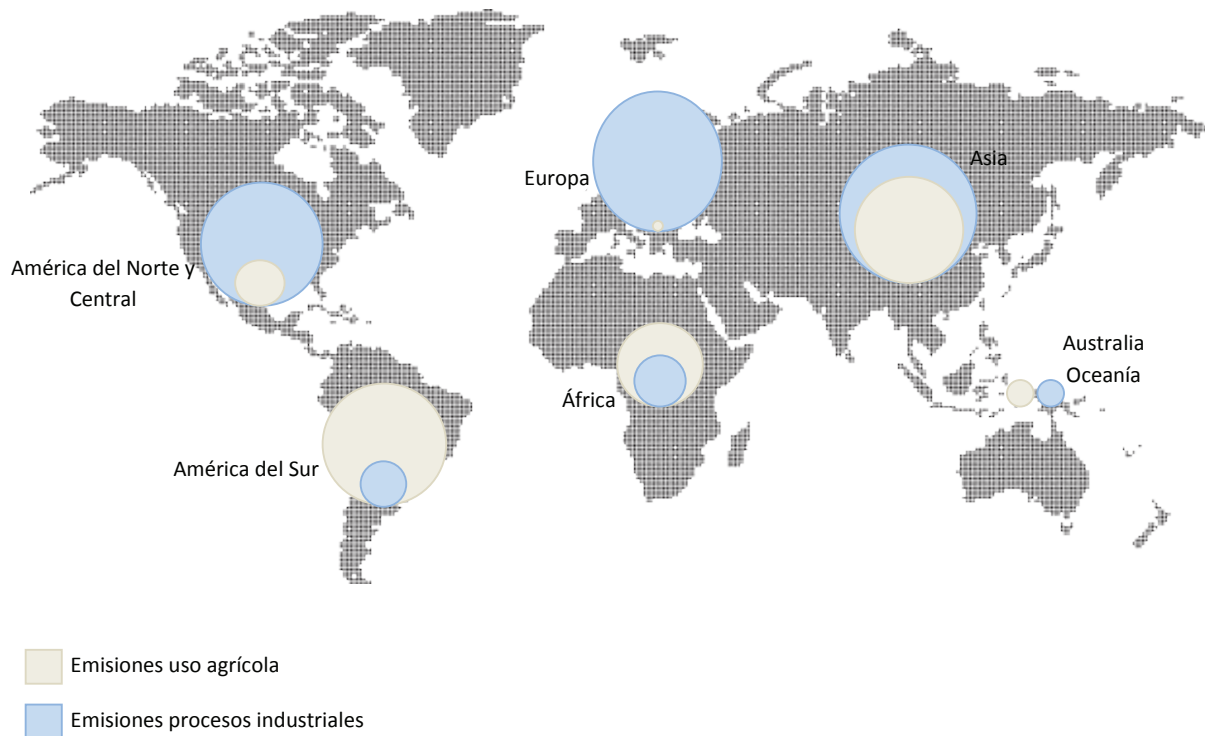 Asia
Europa
América del Norte y
Central
Australia
Oceanía
África
América del Sur
Emisiones uso agrícola
Emisiones procesos industriales